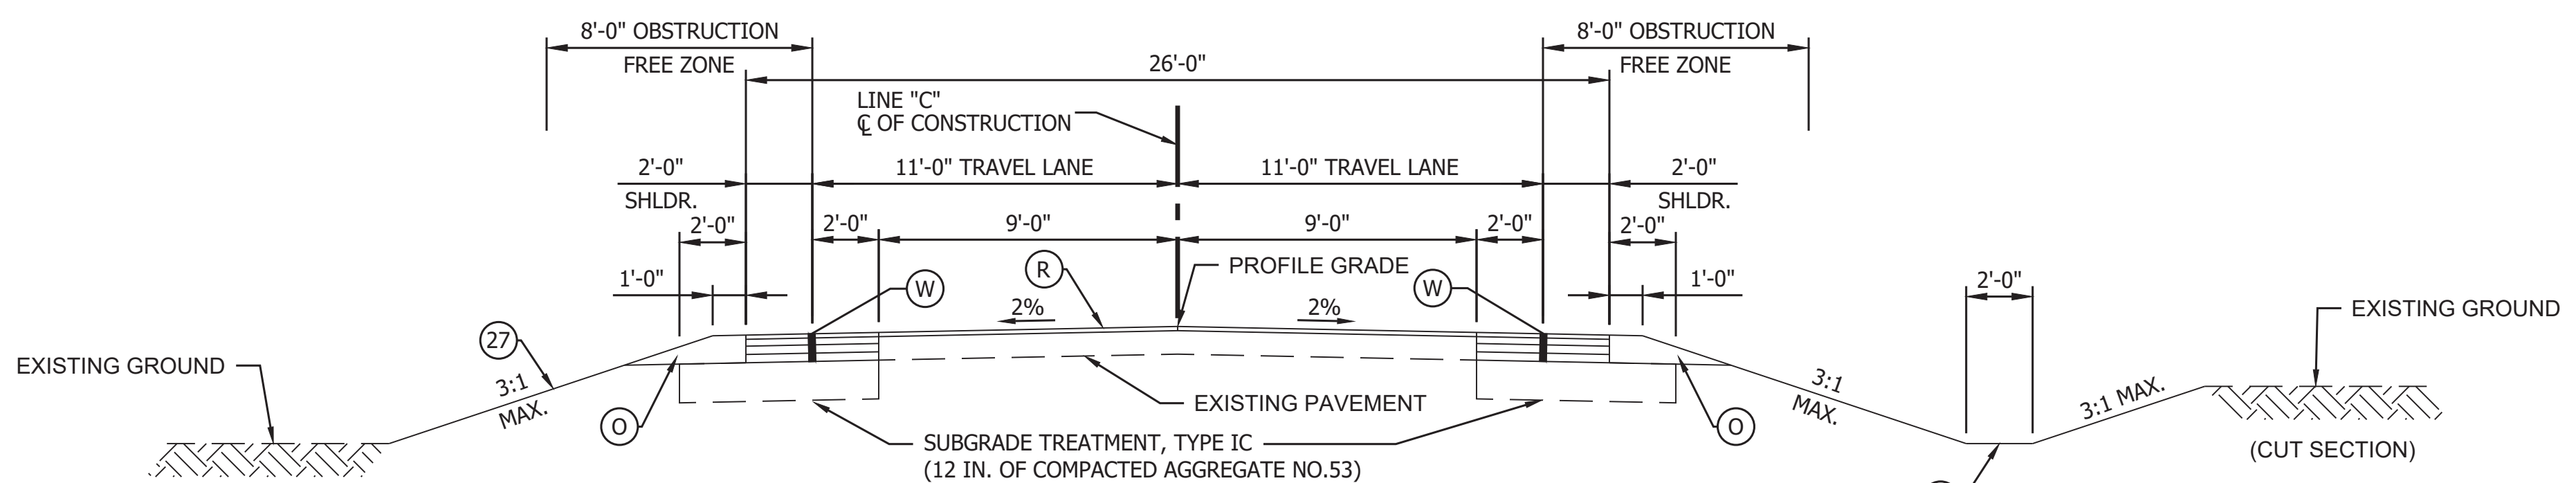 8'-0" OBSTRUCTION
FREE ZONE
8'-0" OBSTRUCTION
FREE ZONE
26'-0"
LINE "C"
℄ OF CONSTRUCTION
2'-0"
SHLDR.
11'-0" TRAVEL LANE
11'-0" TRAVEL LANE
2'-0"
SHLDR.
2'-0"
2'-0"
9'-0"
9'-0"
2'-0"
2'-0"
1'-0"
W
R
PROFILE GRADE
W
1'-0"
2'-0"
2%
2%
EXISTING GROUND
27
3:1
MAX.
O
EXISTING PAVEMENT
SUBGRADE TREATMENT, TYPE IC
(12 IN. OF COMPACTED AGGREGATE NO.53)
O
3:1
MAX.
3:1 MAX.
EXISTING GROUND
(CUT SECTION)